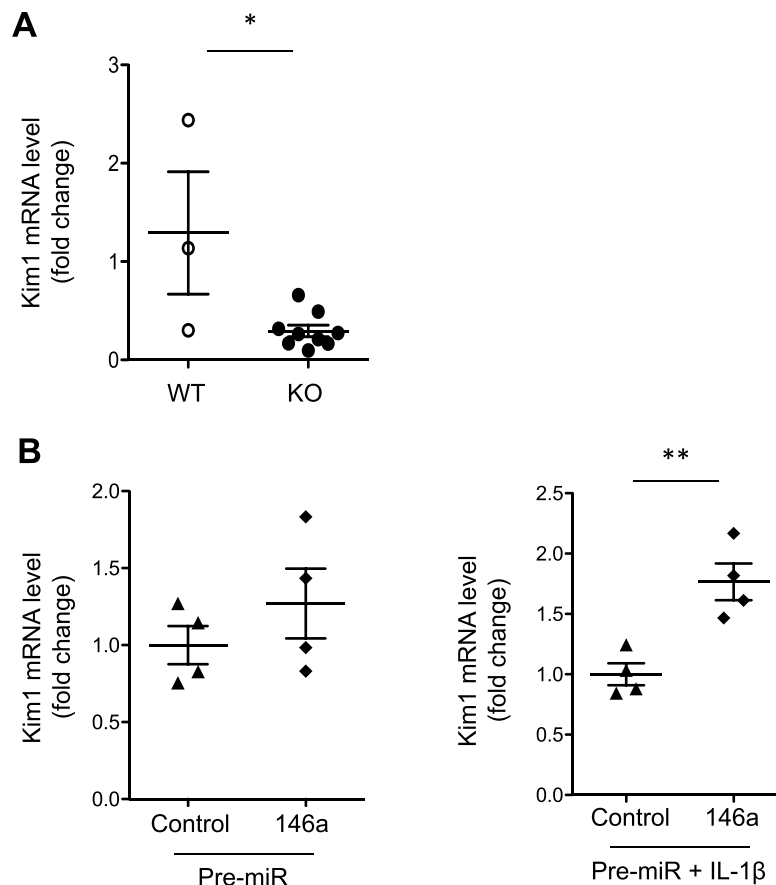 A
*
3
2
1
0
Kim1 mRNA level
(fold change)
WT KO
B
2.0
1.5
1.0
0.5
0.0
Kim1 mRNA level
(fold change)
Control 146a
Pre-miR
**
2.5
2.0
1.5
1.0
0.5
0.0
Kim1 mRNA level
(fold change)
Control 146a
Pre-miR + IL-1β